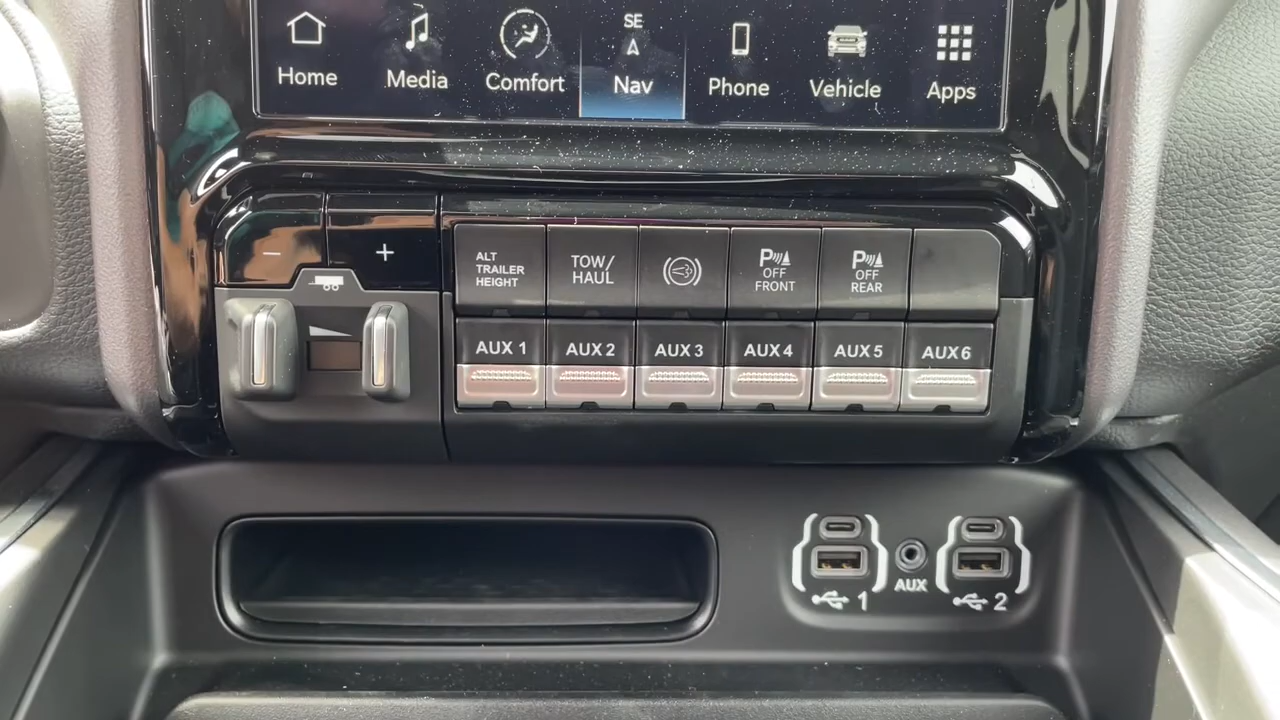 SE
Home
Media
Comfort
Nav
Phone
Vehicle
Apps
− +
ALT
TRAILER
HEIGHT
TOW/
HAUL
P
OFF
FRONT
P
OFF
REAR
AUX 1
AUX 2
AUX 3
AUX 4
AUX 5
AUX 6
1
AUX
2